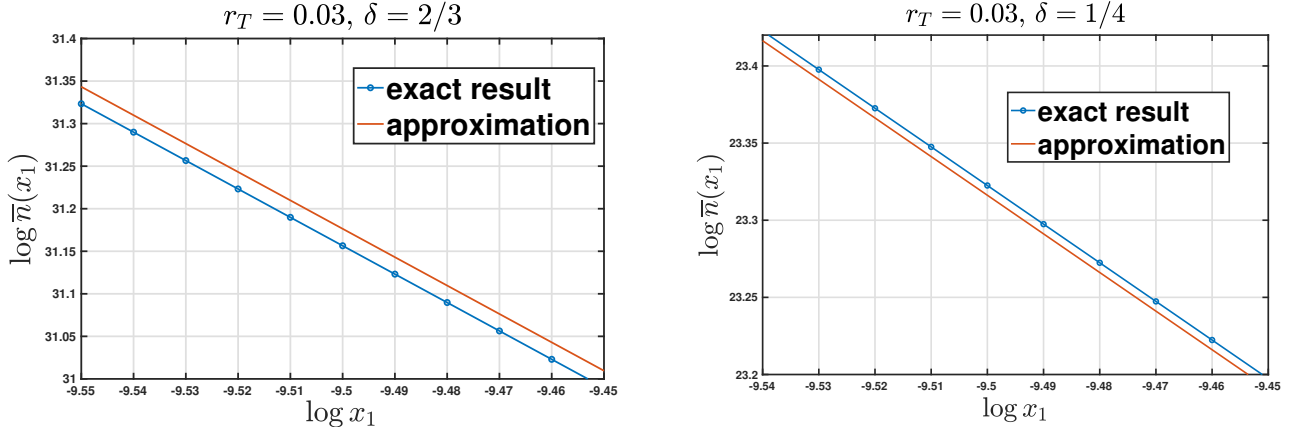 r_T = 0.03, δ = 2/3
31.4
31.35
31.3
31.25
31.2
31.15
31.1
31.05
31
log n̅(x₁)
exact result
approximation
-9.55 -9.54 -9.53 -9.52 -9.51 -9.5 -9.49 -9.48 -9.47 -9.46 -9.45
log x₁
r_T = 0.03, δ = 1/4
23.4
23.35
23.3
23.25
23.2
log n̅(x₁)
exact result
approximation
-9.54 -9.53 -9.52 -9.51 -9.5 -9.49 -9.48 -9.47 -9.46 -9.45
log x₁